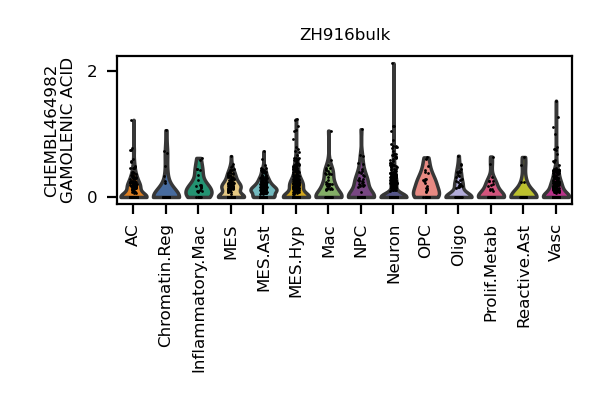 ZH916bulk
CHEMBL464982
GAMOLENIC ACID
2
0
AC
Chromatin.Reg
Inflammatory.Mac
MES
MES.Ast
MES.Hyp
Mac
NPC
Neuron
OPC
Oligo
Prolif.Metab
Reactive.Ast
Vasc